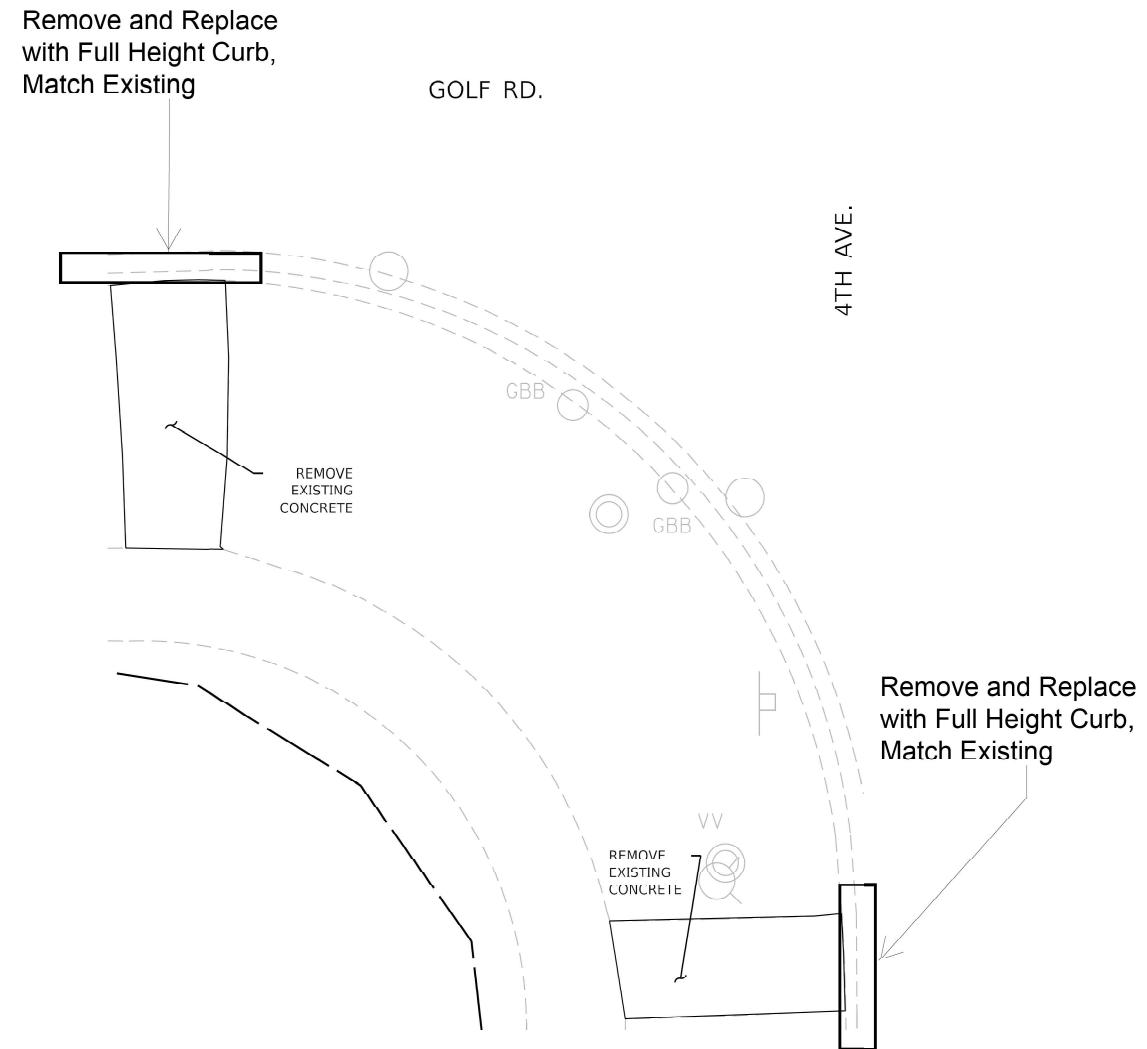 Remove and Replace
with Full Height Curb,
Match Existing
GOLF RD.
4TH AVE.
GBB
REMOVE
EXISTING
CONCRETE
GBB
Remove and Replace
with Full Height Curb,
Match Existing
VV
REMOVE
EXISTING
CONCRETE